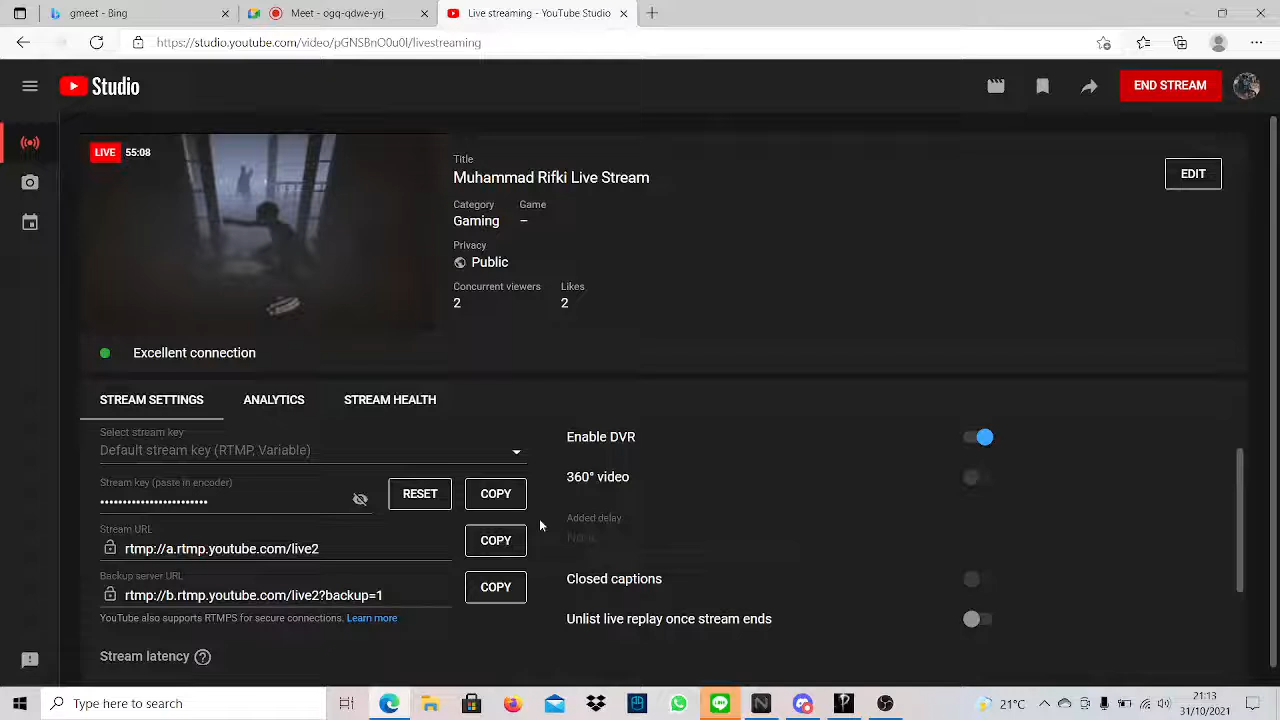 gmeet - Bing
Meet - ogq-qdwe-yyj
Live streaming - YouTube Studio
https://studio.youtube.com/video/pGNSBnO0u0I/livestreaming
Studio
END STREAM
LIVE 55:08
Title
Muhammad Rifki Live Stream
EDIT
Category Game
Gaming –
Privacy
Public
Concurrent viewers Likes
2 2
Excellent connection
STREAM SETTINGS ANALYTICS STREAM HEALTH
Select stream key
Default stream key (RTMP, Variable)
Stream key (paste in encoder)
•••••••••••••••••••••••• RESET COPY
Stream URL
rtmp://a.rtmp.youtube.com/live2 COPY
Backup server URL
rtmp://b.rtmp.youtube.com/live2?backup=1 COPY
YouTube also supports RTMPS for secure connections. Learn more
Stream latency
Enable DVR
360° video
Added delay
None
Closed captions
Unlist live replay once stream ends
Type here to search
21°C
21:13
31/10/2021